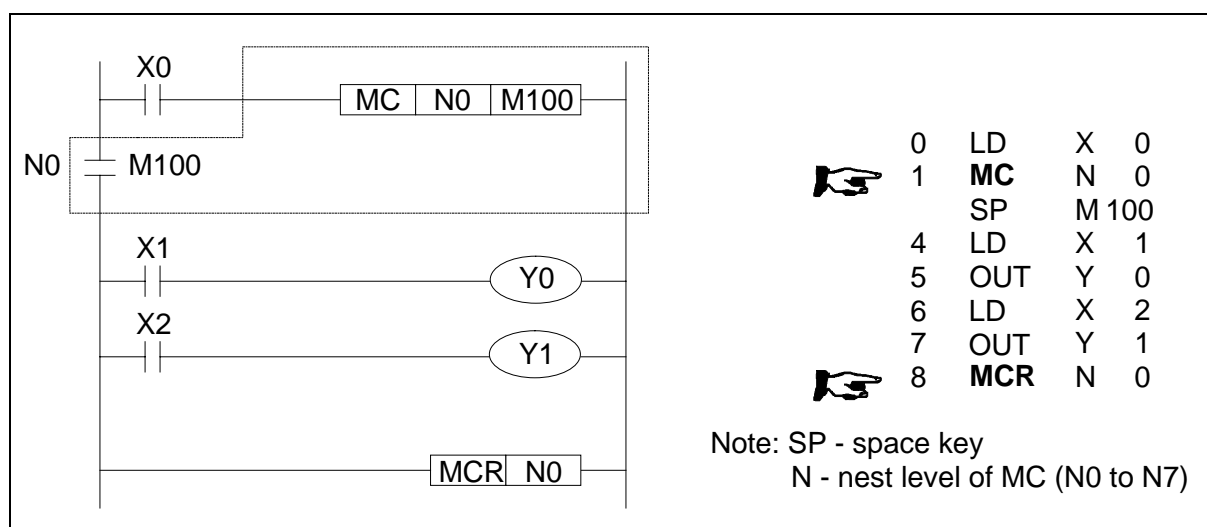 X0
MC N0 M100
N0 M100
X1
Y0
X2
Y1
MCR N0
0 LD X 0
1 MC N 0
SP M 100
4 LD X 1
5 OUT Y 0
6 LD X 2
7 OUT Y 1
8 MCR N 0
Note: SP - space key
N - nest level of MC (N0 to N7)